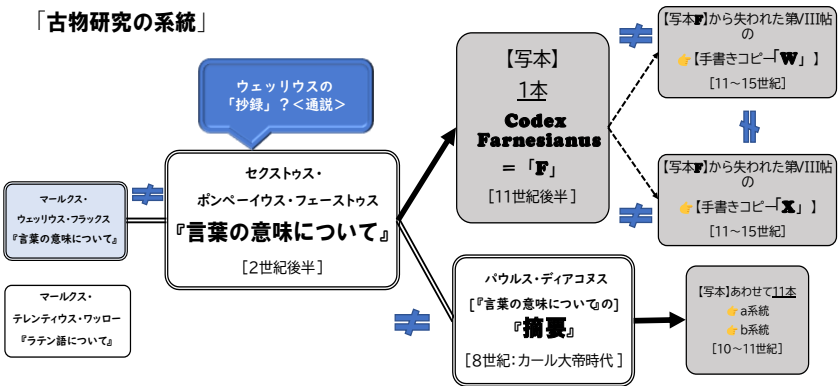 「古物研究の系統」
ウェッリウスの
「抄録」？＜通説＞
マールクス・
ウェッリウス・フラックス
『言葉の意味について』
マールクス・
テレンティウス・ワッロー
『ラテン語について』
≠
セクストゥス・
ポンペーイウス・フェーストゥス
『言葉の意味について』
[2世紀後半]
≠
【写本】
1本
Codex
Farnesianus
＝「F」
[11世紀後半]
パウルス・ディアコヌス
[『言葉の意味について』の]
『摘要』
[8世紀：カール大帝時代]
≠
【写本F】から失われた第VIII帖
の
👉【手書きコピー「W」】
[11～15世紀]
≠
≠
【写本F】から失われた第VIII帖
の
👉【手書きコピー「X」】
[11～15世紀]
【写本】あわせて11本
👉a系統
👉b系統
[10～11世紀]